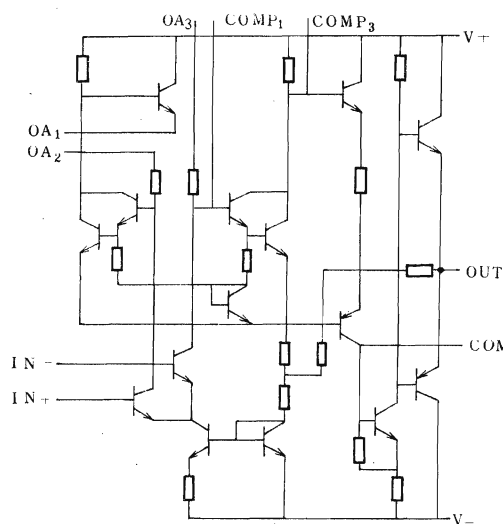 OA3 COMP1 COMP3
V+
OA1
OA2
OUT
COM
IN−
IN+
V−